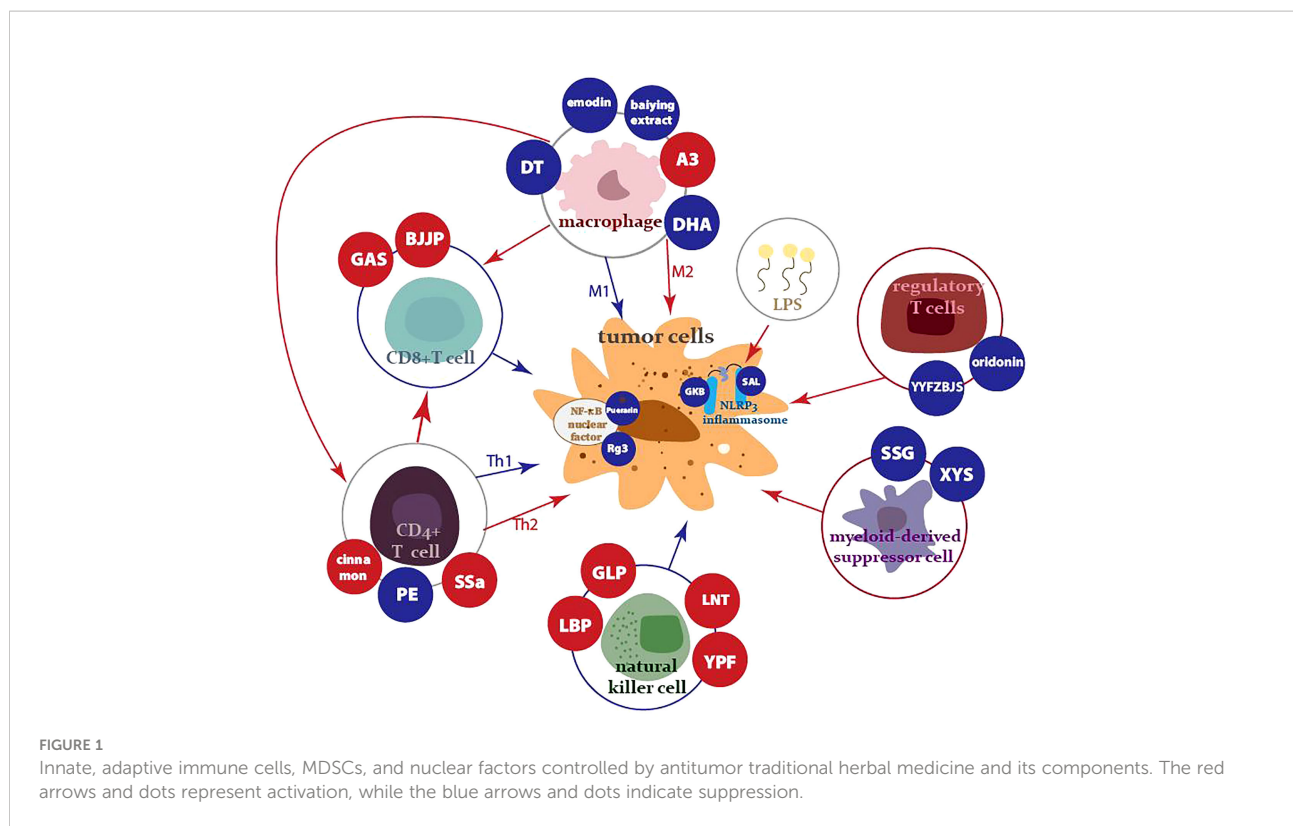 emodin
baiying
extract
DT
A3
macrophage
DHA
GAS
BJJP
CD8+T cell
M1
M2
LPS
regulatory
T cells
oridonin
YYFZBJS
tumor cells
GKB
SAL
NLRP3
inflammasome
NF-κB
nuclear
factor
Puerarin
Rg3
SSG
XYS
myeloid-derived
suppressor cell
Th1
Th2
CD4+
T cell
cinna
mon
PE
SSa
GLP
LNT
LBP
YPF
natural
killer cell
FIGURE 1
Innate, adaptive immune cells, MDSCs, and nuclear factors controlled by antitumor traditional herbal medicine and its components. The red
arrows and dots represent activation, while the blue arrows and dots indicate suppression.